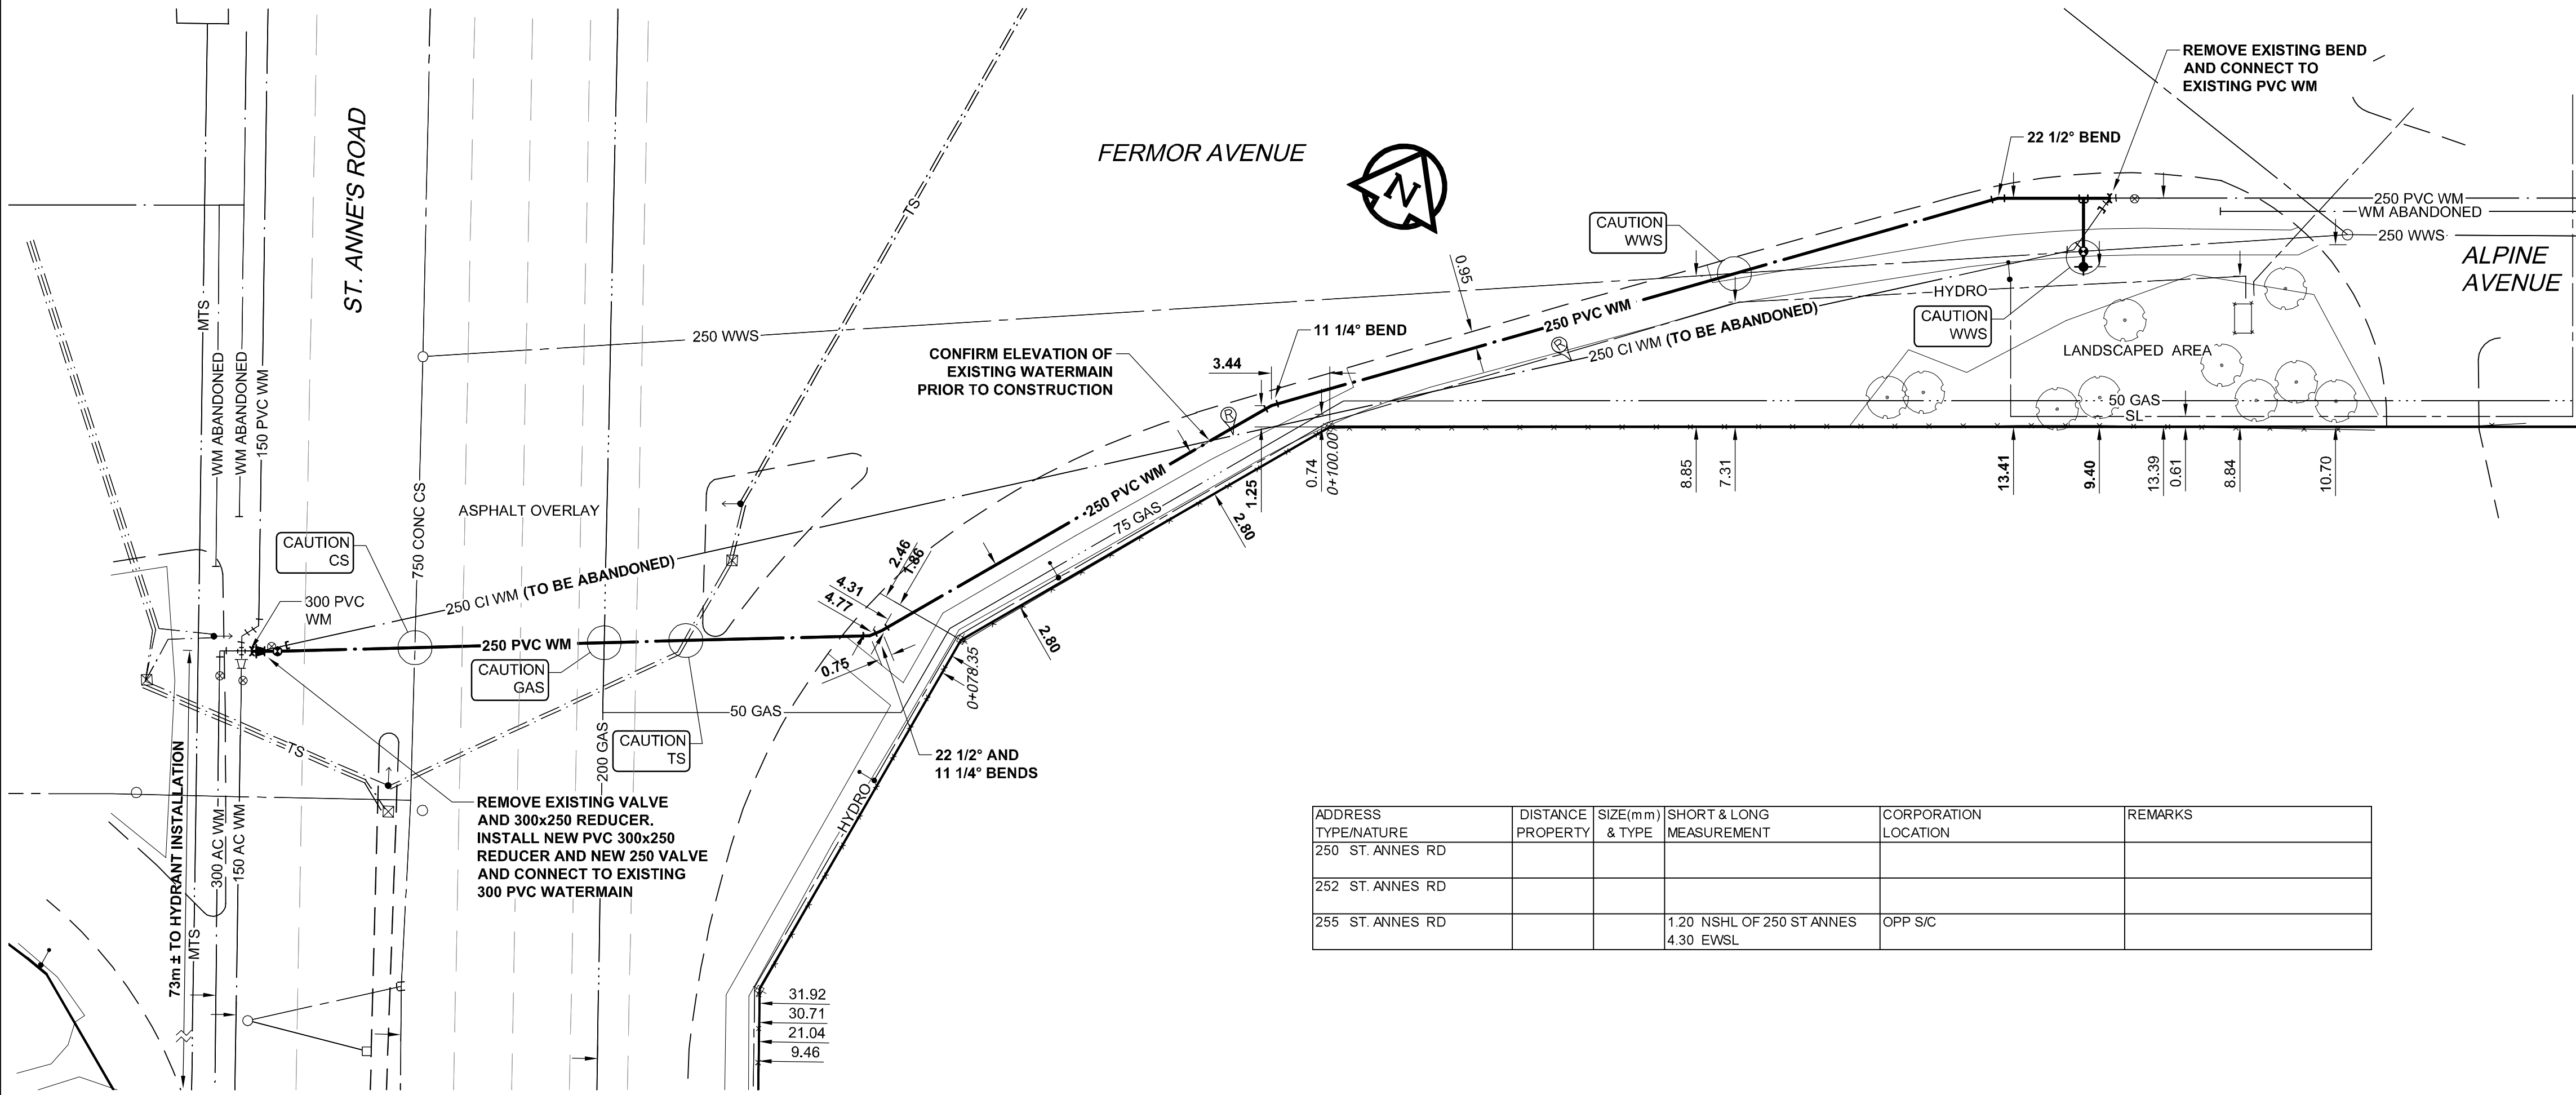 REMOVE EXISTING BEND
AND CONNECT TO
EXISTING PVC WM
22 1/2° BEND
FERMOR AVENUE
N
ST. ANNE'S ROAD
TS
CAUTION
WWS
250 PVC WM
WM ABANDONED
250 WWS
ALPINE
AVENUE
0.95
HYDRO
CAUTION
WWS
LANDSCAPED AREA
50 GAS
SL
250 PVC WM
250 CI WM (TO BE ABANDONED)
R
11 1/4° BEND
3.44
250 WWS
CONFIRM ELEVATION OF
EXISTING WATERMAIN
PRIOR TO CONSTRUCTION
R
MTS
WM ABANDONED
WM ABANDONED
150 PVC WM
750 CONC CS
ASPHALT OVERLAY
CAUTION
CS
300 PVC
WM
250 CI WM (TO BE ABANDONED)
250 PVC WM
CAUTION
GAS
CAUTION
TS
200 GAS
50 GAS
250 PVC WM
75 GAS
1.25
0.74
0+100.00
8.85
7.31
13.41
9.40
13.39
0.61
8.84
10.70
2.80
2.80
2.46
1.86
4.31
4.77
0.75
0+078.35
22 1/2° AND
11 1/4° BENDS
HYDRO
TS
REMOVE EXISTING VALVE
AND 300x250 REDUCER.
INSTALL NEW PVC 300x250
REDUCER AND NEW 250 VALVE
AND CONNECT TO EXISTING
300 PVC WATERMAIN
73m ± TO HYDRANT INSTALLATION
MTS
300 AC WM
150 AC WM
31.92
30.71
21.04
9.46
ADDRESS DISTANCE SIZE(mm) SHORT & LONG CORPORATION REMARKS
TYPE/NATURE PROPERTY & TYPE MEASUREMENT LOCATION
250 ST. ANNES RD
252 ST. ANNES RD
255 ST. ANNES RD 1.20 NSHL OF 250 ST ANNES OPP S/C
4.30 EWSL